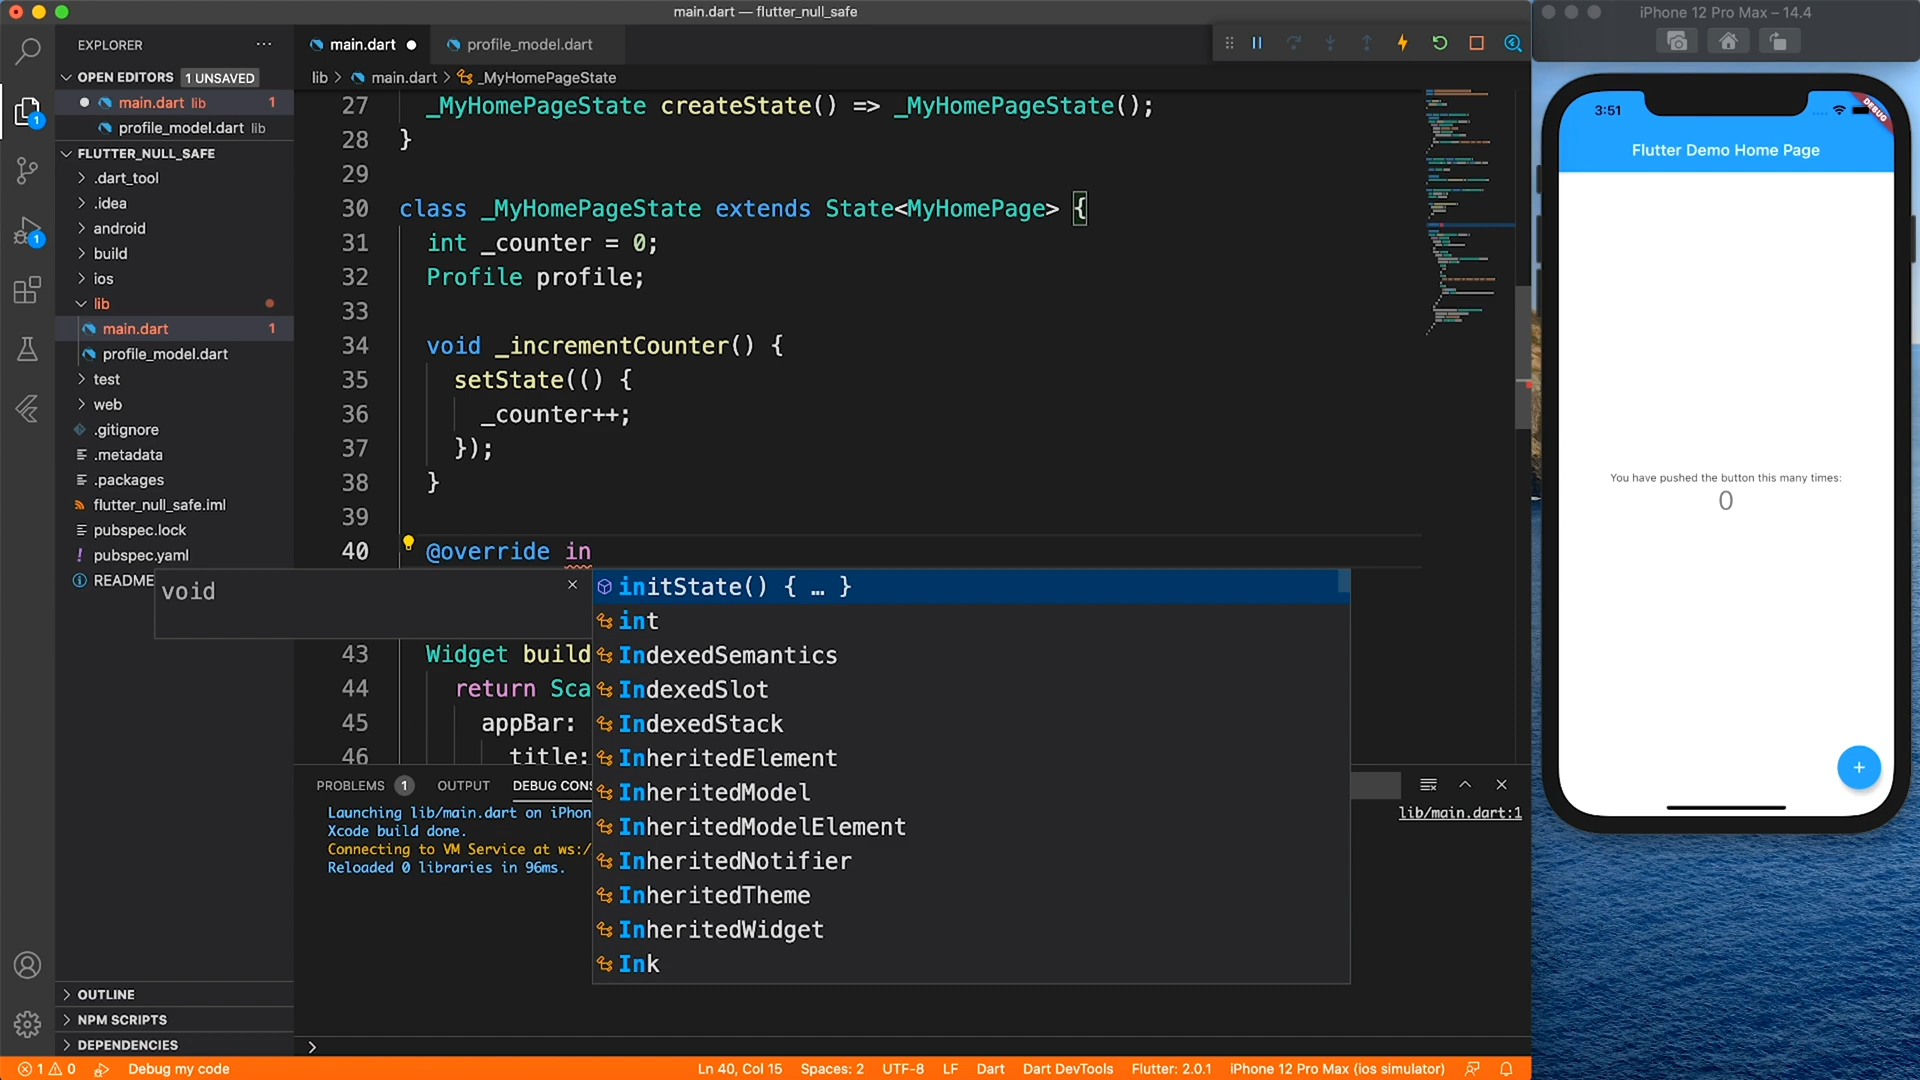 main.dart — flutter_null_safe
EXPLORER
OPEN EDITORS 1 UNSAVED
main.dart lib 1
profile_model.dart lib
FLUTTER_NULL_SAFE
.dart_tool
.idea
android
build
ios
lib
main.dart 1
profile_model.dart
test
web
.gitignore
.metadata
.packages
flutter_null_safe.iml
pubspec.lock
pubspec.yaml
README
OUTLINE
NPM SCRIPTS
DEPENDENCIES
1
1
main.dart
profile_model.dart
lib > main.dart > _MyHomePageState
27 _MyHomePageState createState() => _MyHomePageState();
28 }
29
30 class _MyHomePageState extends State<MyHomePage> {
31 int _counter = 0;
32 Profile profile;
33
34 void _incrementCounter() {
35 setState(() {
36 _counter++;
37 });
38 }
39
40 @override in
void
initState() { … }
int
IndexedSemantics
IndexedSlot
IndexedStack
InheritedElement
InheritedModel
InheritedModelElement
InheritedNotifier
InheritedTheme
InheritedWidget
Ink
43 Widget build
44 return Sca
45 appBar:
46 title:
PROBLEMS 1 OUTPUT DEBUG CONS
Launching lib/main.dart on iPhon
Xcode build done.
Connecting to VM Service at ws:/
Reloaded 0 libraries in 96ms.
lib/main.dart:1
1 0 Debug my code
Ln 40, Col 15 Spaces: 2 UTF-8 LF Dart Dart DevTools Flutter: 2.0.1 iPhone 12 Pro Max (ios simulator)
iPhone 12 Pro Max – 14.4
3:51
DEBUG
Flutter Demo Home Page
You have pushed the button this many times:
0
+